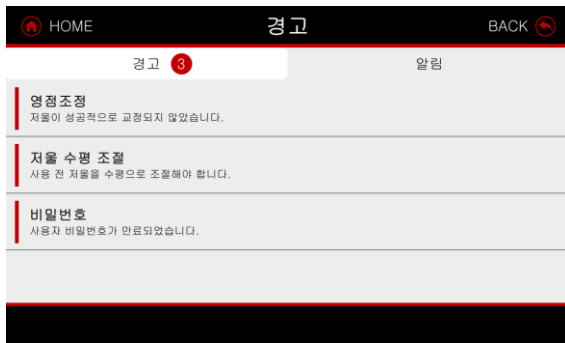 HOME
경고
BACK
경고 3
알림
영점조정
저울이 성공적으로 교정되지 않았습니다.
저울 수평 조절
사용 전 저울을 수평으로 조절해야 합니다.
비밀번호
사용자 비밀번호가 만료되었습니다.